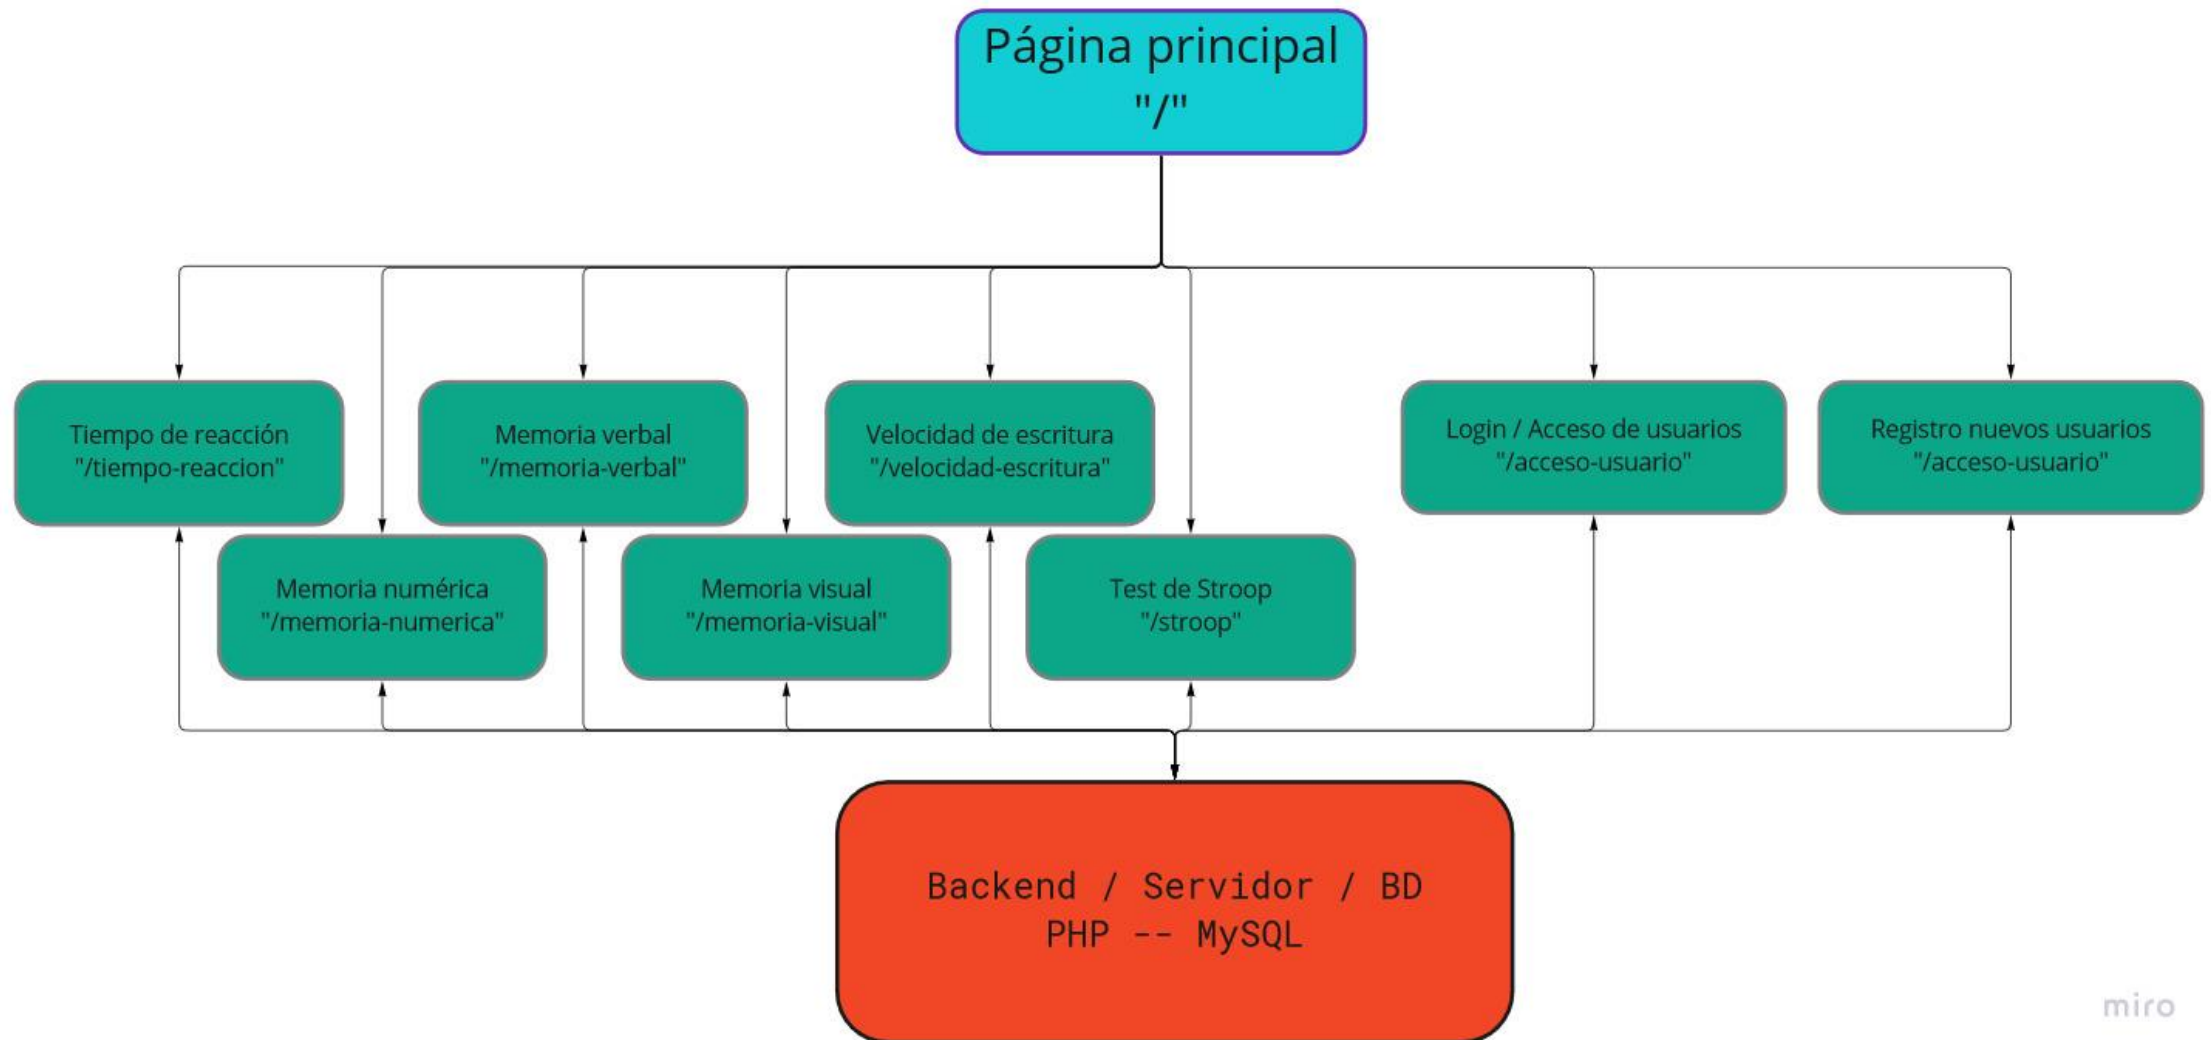 Página principal
"/"
Tiempo de reacción
"/tiempo-reaccion"
Memoria verbal
"/memoria-verbal"
Velocidad de escritura
"/velocidad-escritura"
Login / Acceso de usuarios
"/acceso-usuario"
Registro nuevos usuarios
"/acceso-usuario"
Memoria numérica
"/memoria-numerica"
Memoria visual
"/memoria-visual"
Test de Stroop
"/stroop"
Backend / Servidor / BD
PHP -- MySQL
miro